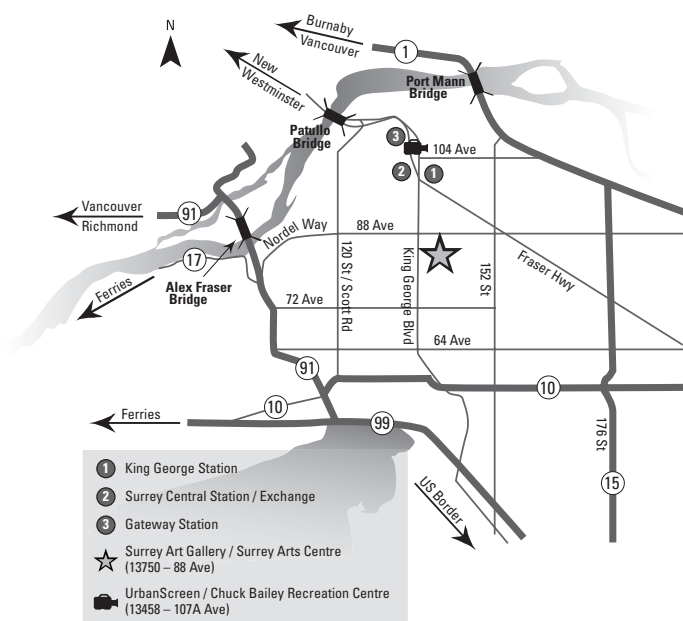 N
Burnaby
Vancouver
1
New
Westminster
Port Mann
Bridge
Patullo
Bridge
3
104 Ave
2
1
Vancouver
Richmond
91
Nordel Way
88 Ave
17
Ferries
Alex Fraser
Bridge
120 St / Scott Rd
King George Blvd
152 St
Fraser Hwy
72 Ave
64 Ave
91
10
10
Ferries
99
176 St
15
US Border
1 King George Station
2 Surrey Central Station / Exchange
3 Gateway Station
Surrey Art Gallery / Surrey Arts Centre
(13750 – 88 Ave)
UrbanScreen / Chuck Bailey Recreation Centre
(13458 – 107A Ave)